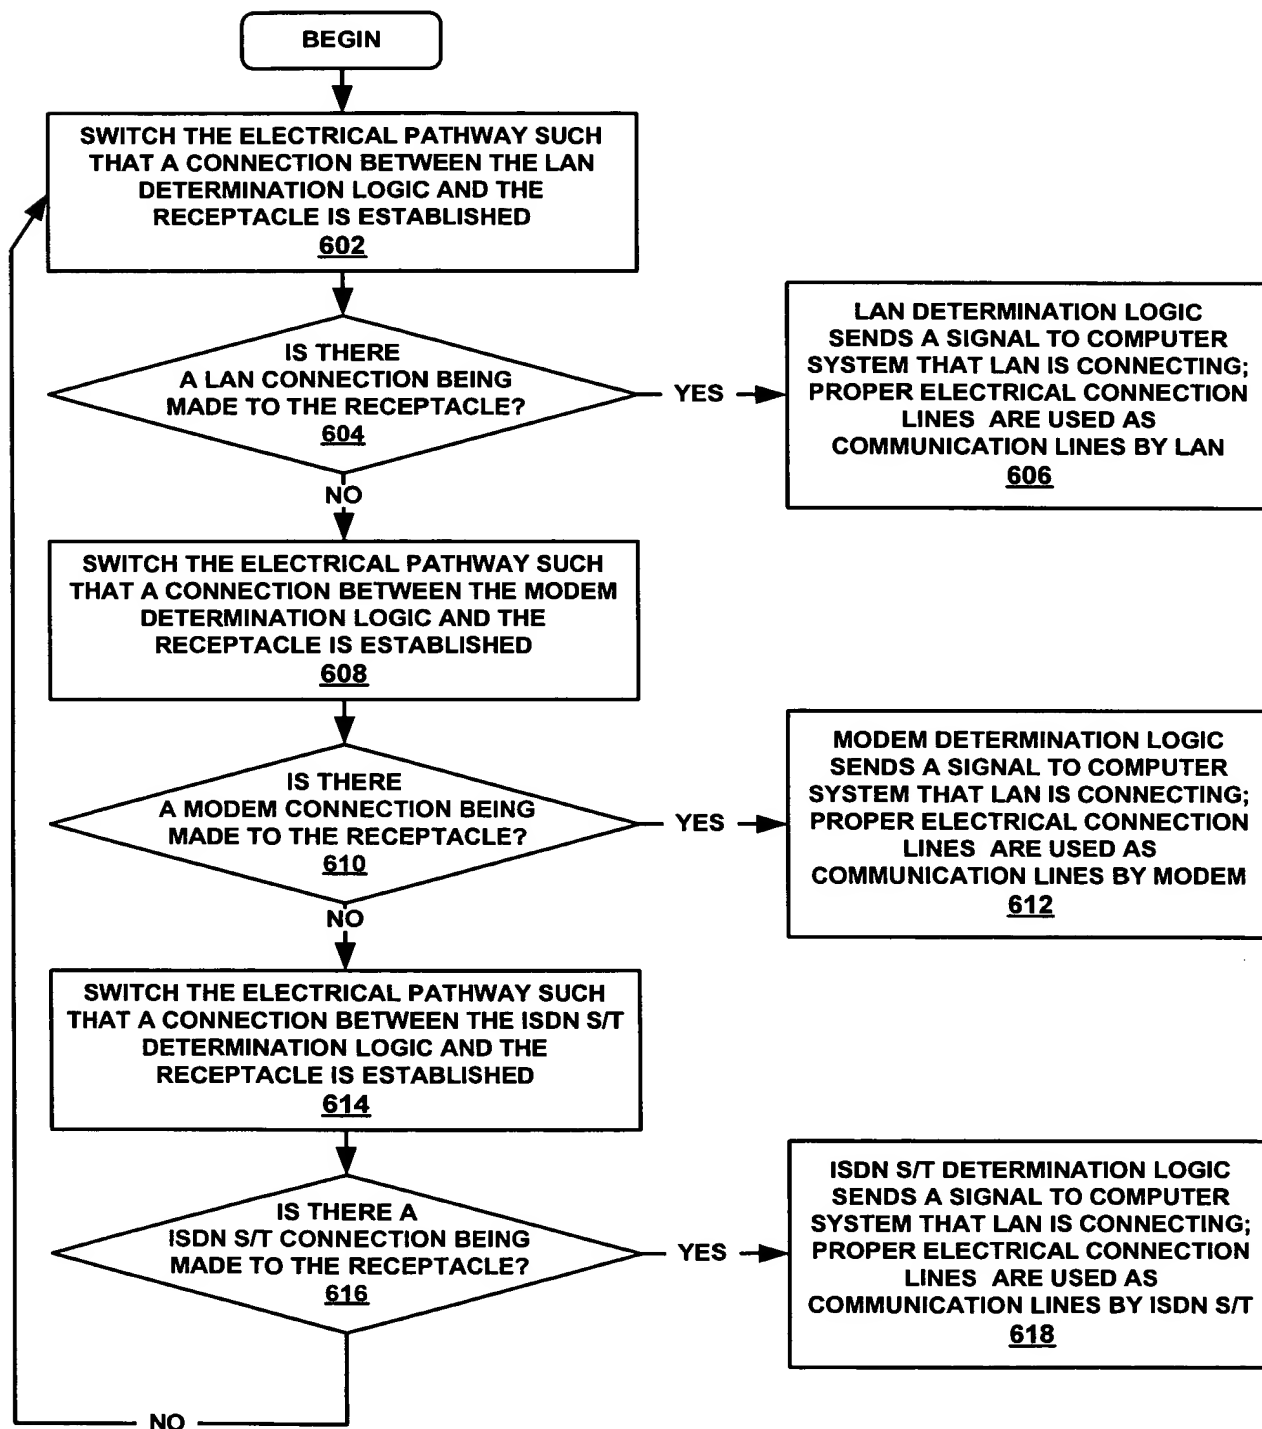 BEGIN
SWITCH THE ELECTRICAL PATHWAY SUCH
THAT A CONNECTION BETWEEN THE LAN
DETERMINATION LOGIC AND THE
RECEPTACLE IS ESTABLISHED
602
IS THERE
A LAN CONNECTION BEING
MADE TO THE RECEPTACLE?
604
YES
LAN DETERMINATION LOGIC
SENDS A SIGNAL TO COMPUTER
SYSTEM THAT LAN IS CONNECTING;
PROPER ELECTRICAL CONNECTION
LINES ARE USED AS
COMMUNICATION LINES BY LAN
606
NO
SWITCH THE ELECTRICAL PATHWAY SUCH
THAT A CONNECTION BETWEEN THE MODEM
DETERMINATION LOGIC AND THE
RECEPTACLE IS ESTABLISHED
608
IS THERE
A MODEM CONNECTION BEING
MADE TO THE RECEPTACLE?
610
YES
MODEM DETERMINATION LOGIC
SENDS A SIGNAL TO COMPUTER
SYSTEM THAT LAN IS CONNECTING;
PROPER ELECTRICAL CONNECTION
LINES ARE USED AS
COMMUNICATION LINES BY MODEM
612
NO
SWITCH THE ELECTRICAL PATHWAY SUCH
THAT A CONNECTION BETWEEN THE ISDN S/T
DETERMINATION LOGIC AND THE
RECEPTACLE IS ESTABLISHED
614
IS THERE A
ISDN S/T CONNECTION BEING
MADE TO THE RECEPTACLE?
616
YES
ISDN S/T DETERMINATION LOGIC
SENDS A SIGNAL TO COMPUTER
SYSTEM THAT LAN IS CONNECTING;
PROPER ELECTRICAL CONNECTION
LINES ARE USED AS
COMMUNICATION LINES BY ISDN S/T
618
NO